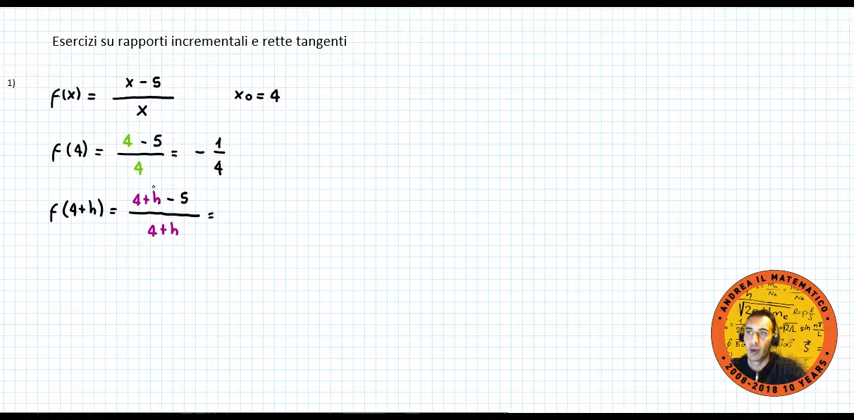 Esercizi su rapporti incrementali e rette tangenti
1) f(x) = (x - 5)/x   x0 = 4
f(4) = (4 - 5)/4 = - 1/4
f(4+h) = (4+h - 5)/(4+h) =
ANDREA IL MATEMATICO
2008-2018 10 YEARS